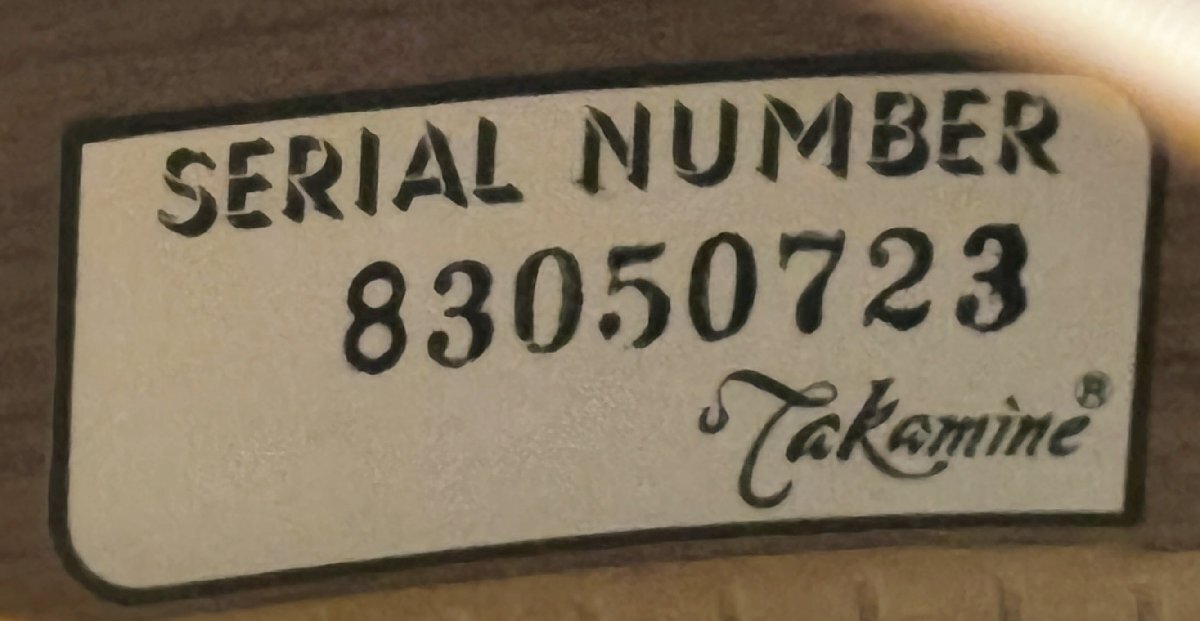 SERIAL NUMBER
83050723
Takamine®